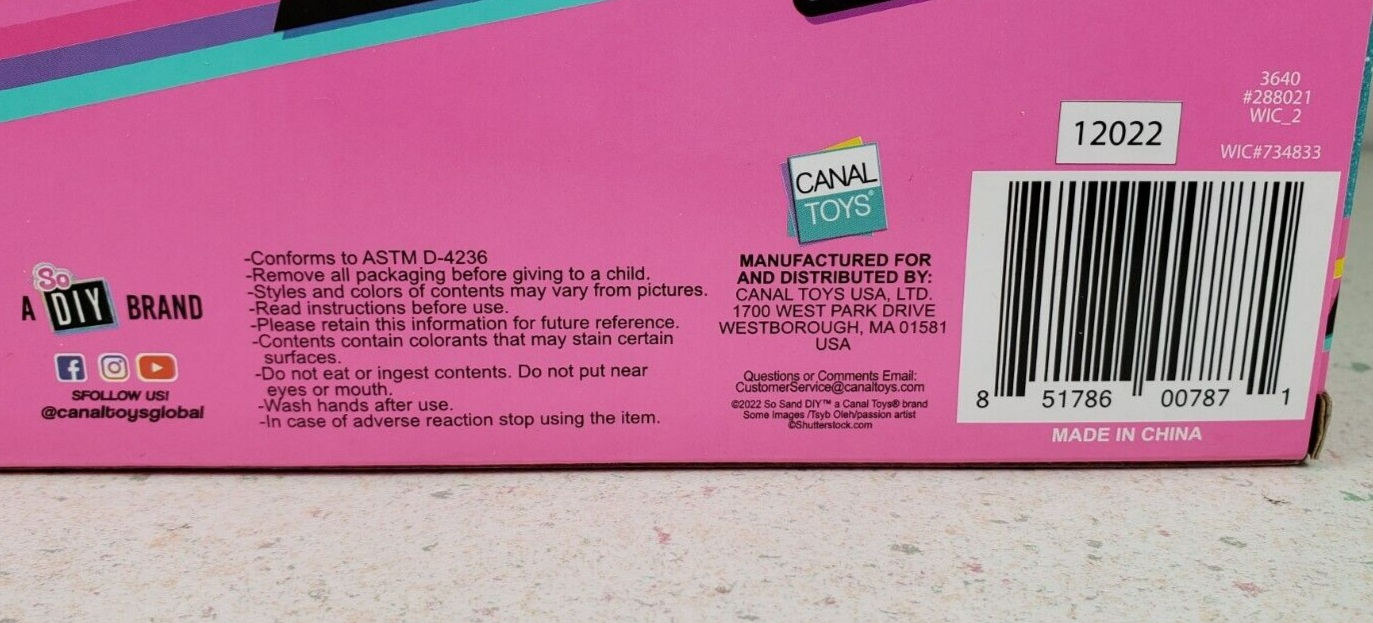 3640
#288021
WIC_2
12022
WIC#734833
CANAL
TOYS®
So
A DIY BRAND
SFOLLOW US!
@canaltoysglobal
-Conforms to ASTM D-4236
-Remove all packaging before giving to a child.
-Styles and colors of contents may vary from pictures.
-Read instructions before use.
-Please retain this information for future reference.
-Contents contain colorants that may stain certain
surfaces.
-Do not eat or ingest contents. Do not put near
eyes or mouth.
-Wash hands after use.
-In case of adverse reaction stop using the item.
MANUFACTURED FOR
AND DISTRIBUTED BY:
CANAL TOYS USA, LTD.
1700 WEST PARK DRIVE
WESTBOROUGH, MA 01581
USA
Questions or Comments Email:
CustomerService@canaltoys.com
©2022 So Sand DIY™ a Canal Toys® brand
Some Images /Tsyb Oleh/passion artist
©Shutterstock.com
8 51786 00787 1
MADE IN CHINA